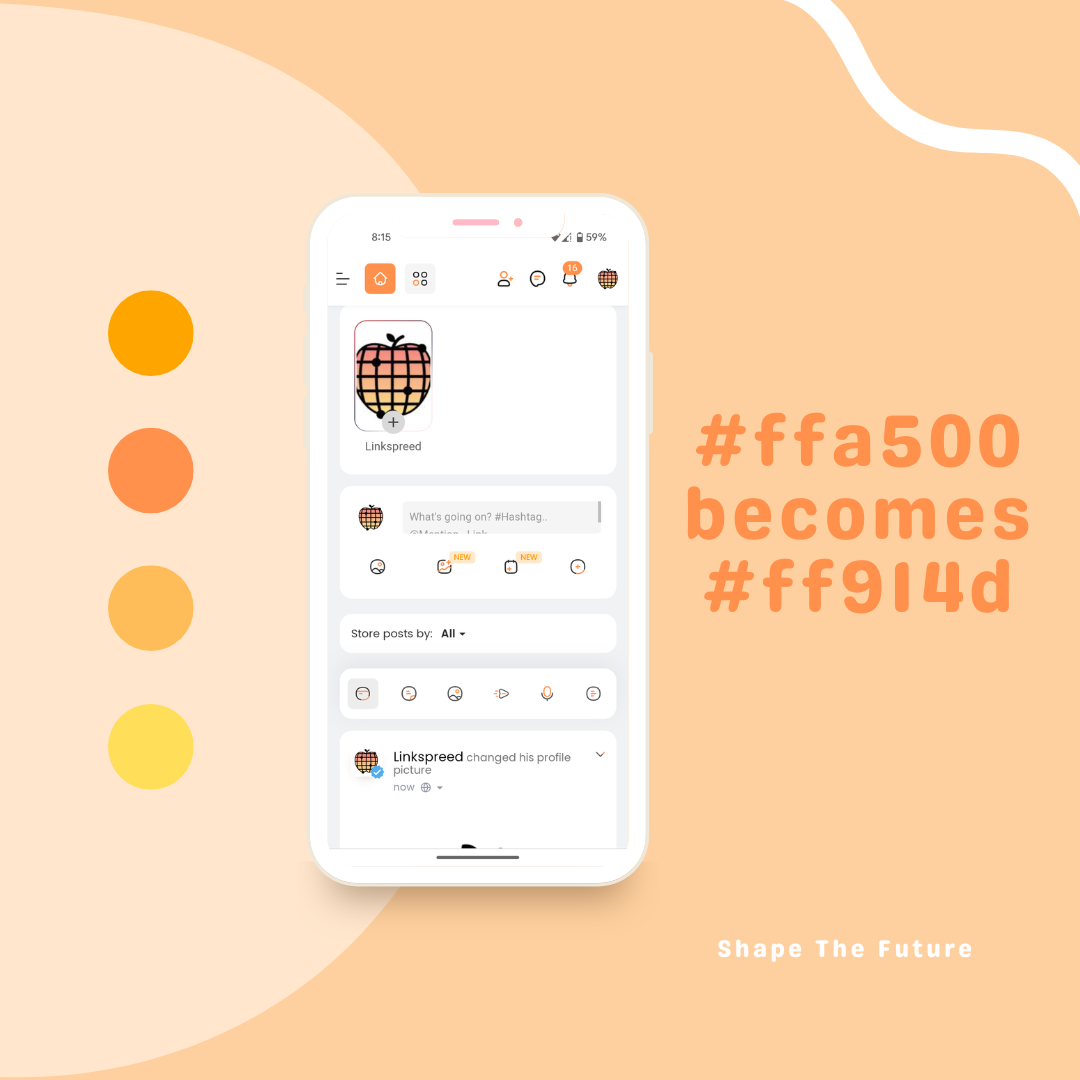 8:15
59%
16
Linkspreed
What's going on? #Hashtag..
@Mention.. Link..
NEW
NEW
Store posts by: All
Linkspreed changed his profile
picture
now
#ffa500
becomes
#ff914d
Shape The Future